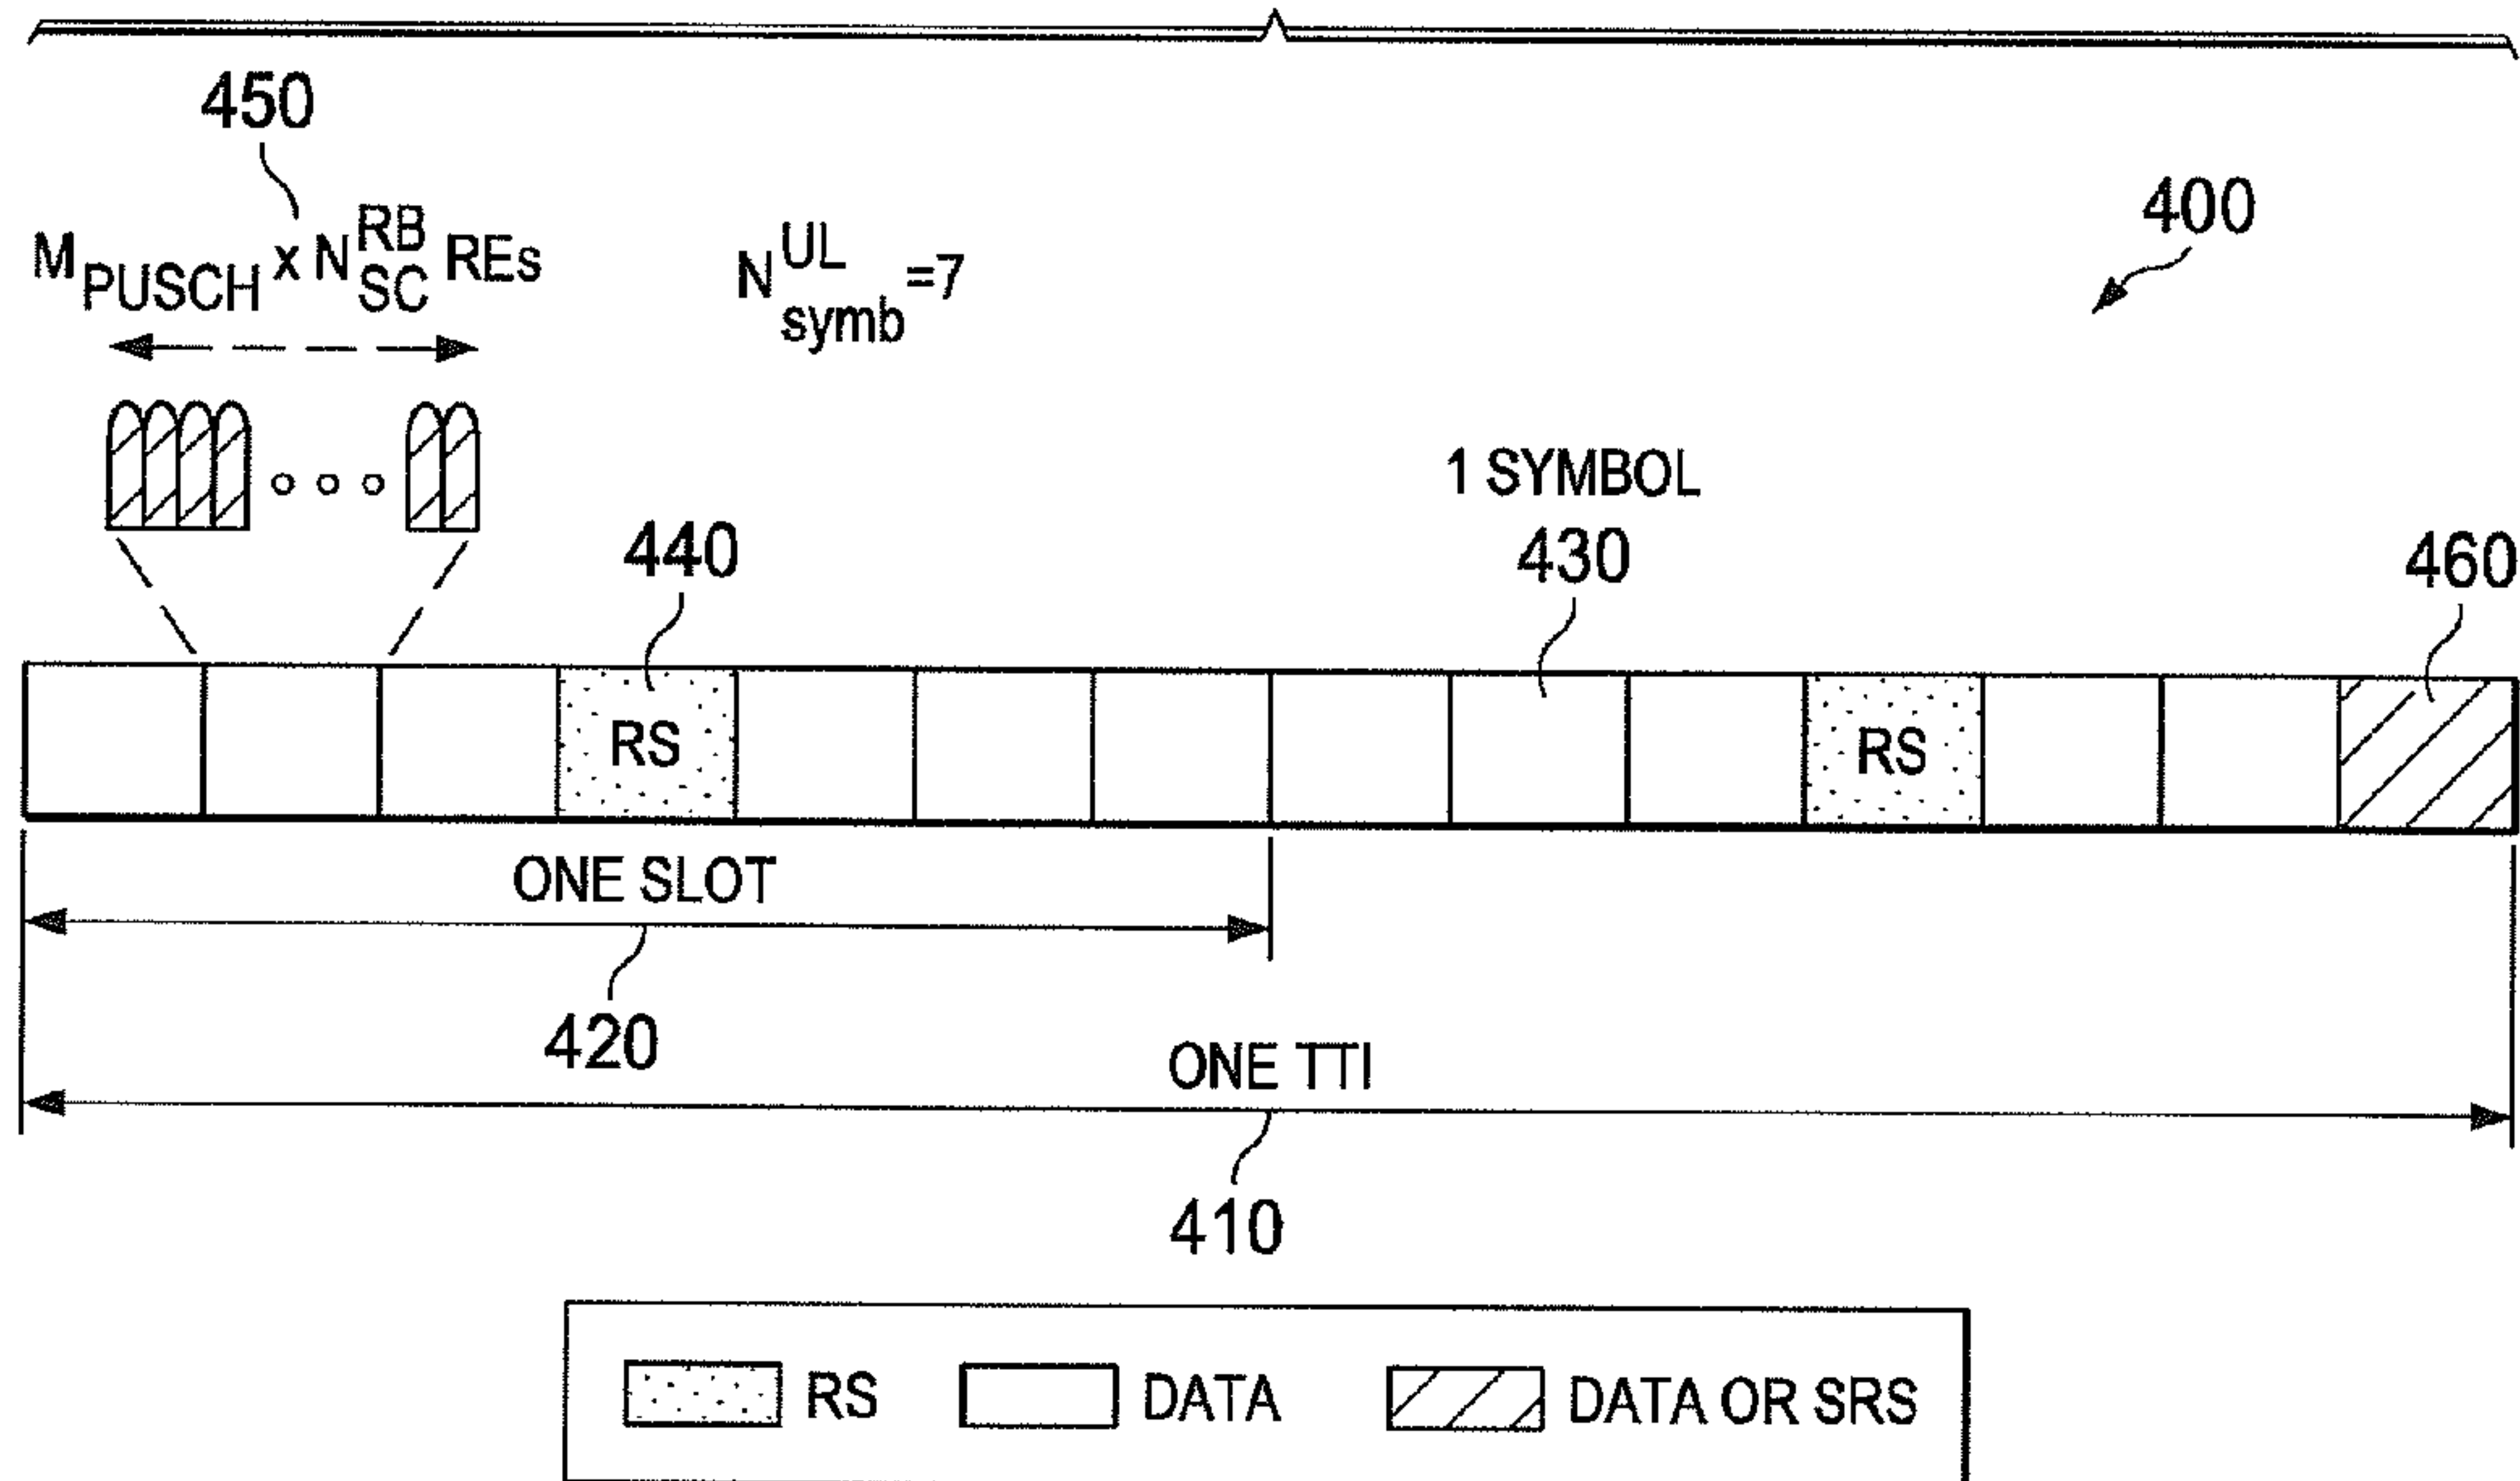 450
400
M PUSCH x N RB SC REs
N UL symb =7
1 SYMBOL
440
430
460
RS
RS
ONE SLOT
420
ONE TTI
410
RS
DATA
DATA OR SRS